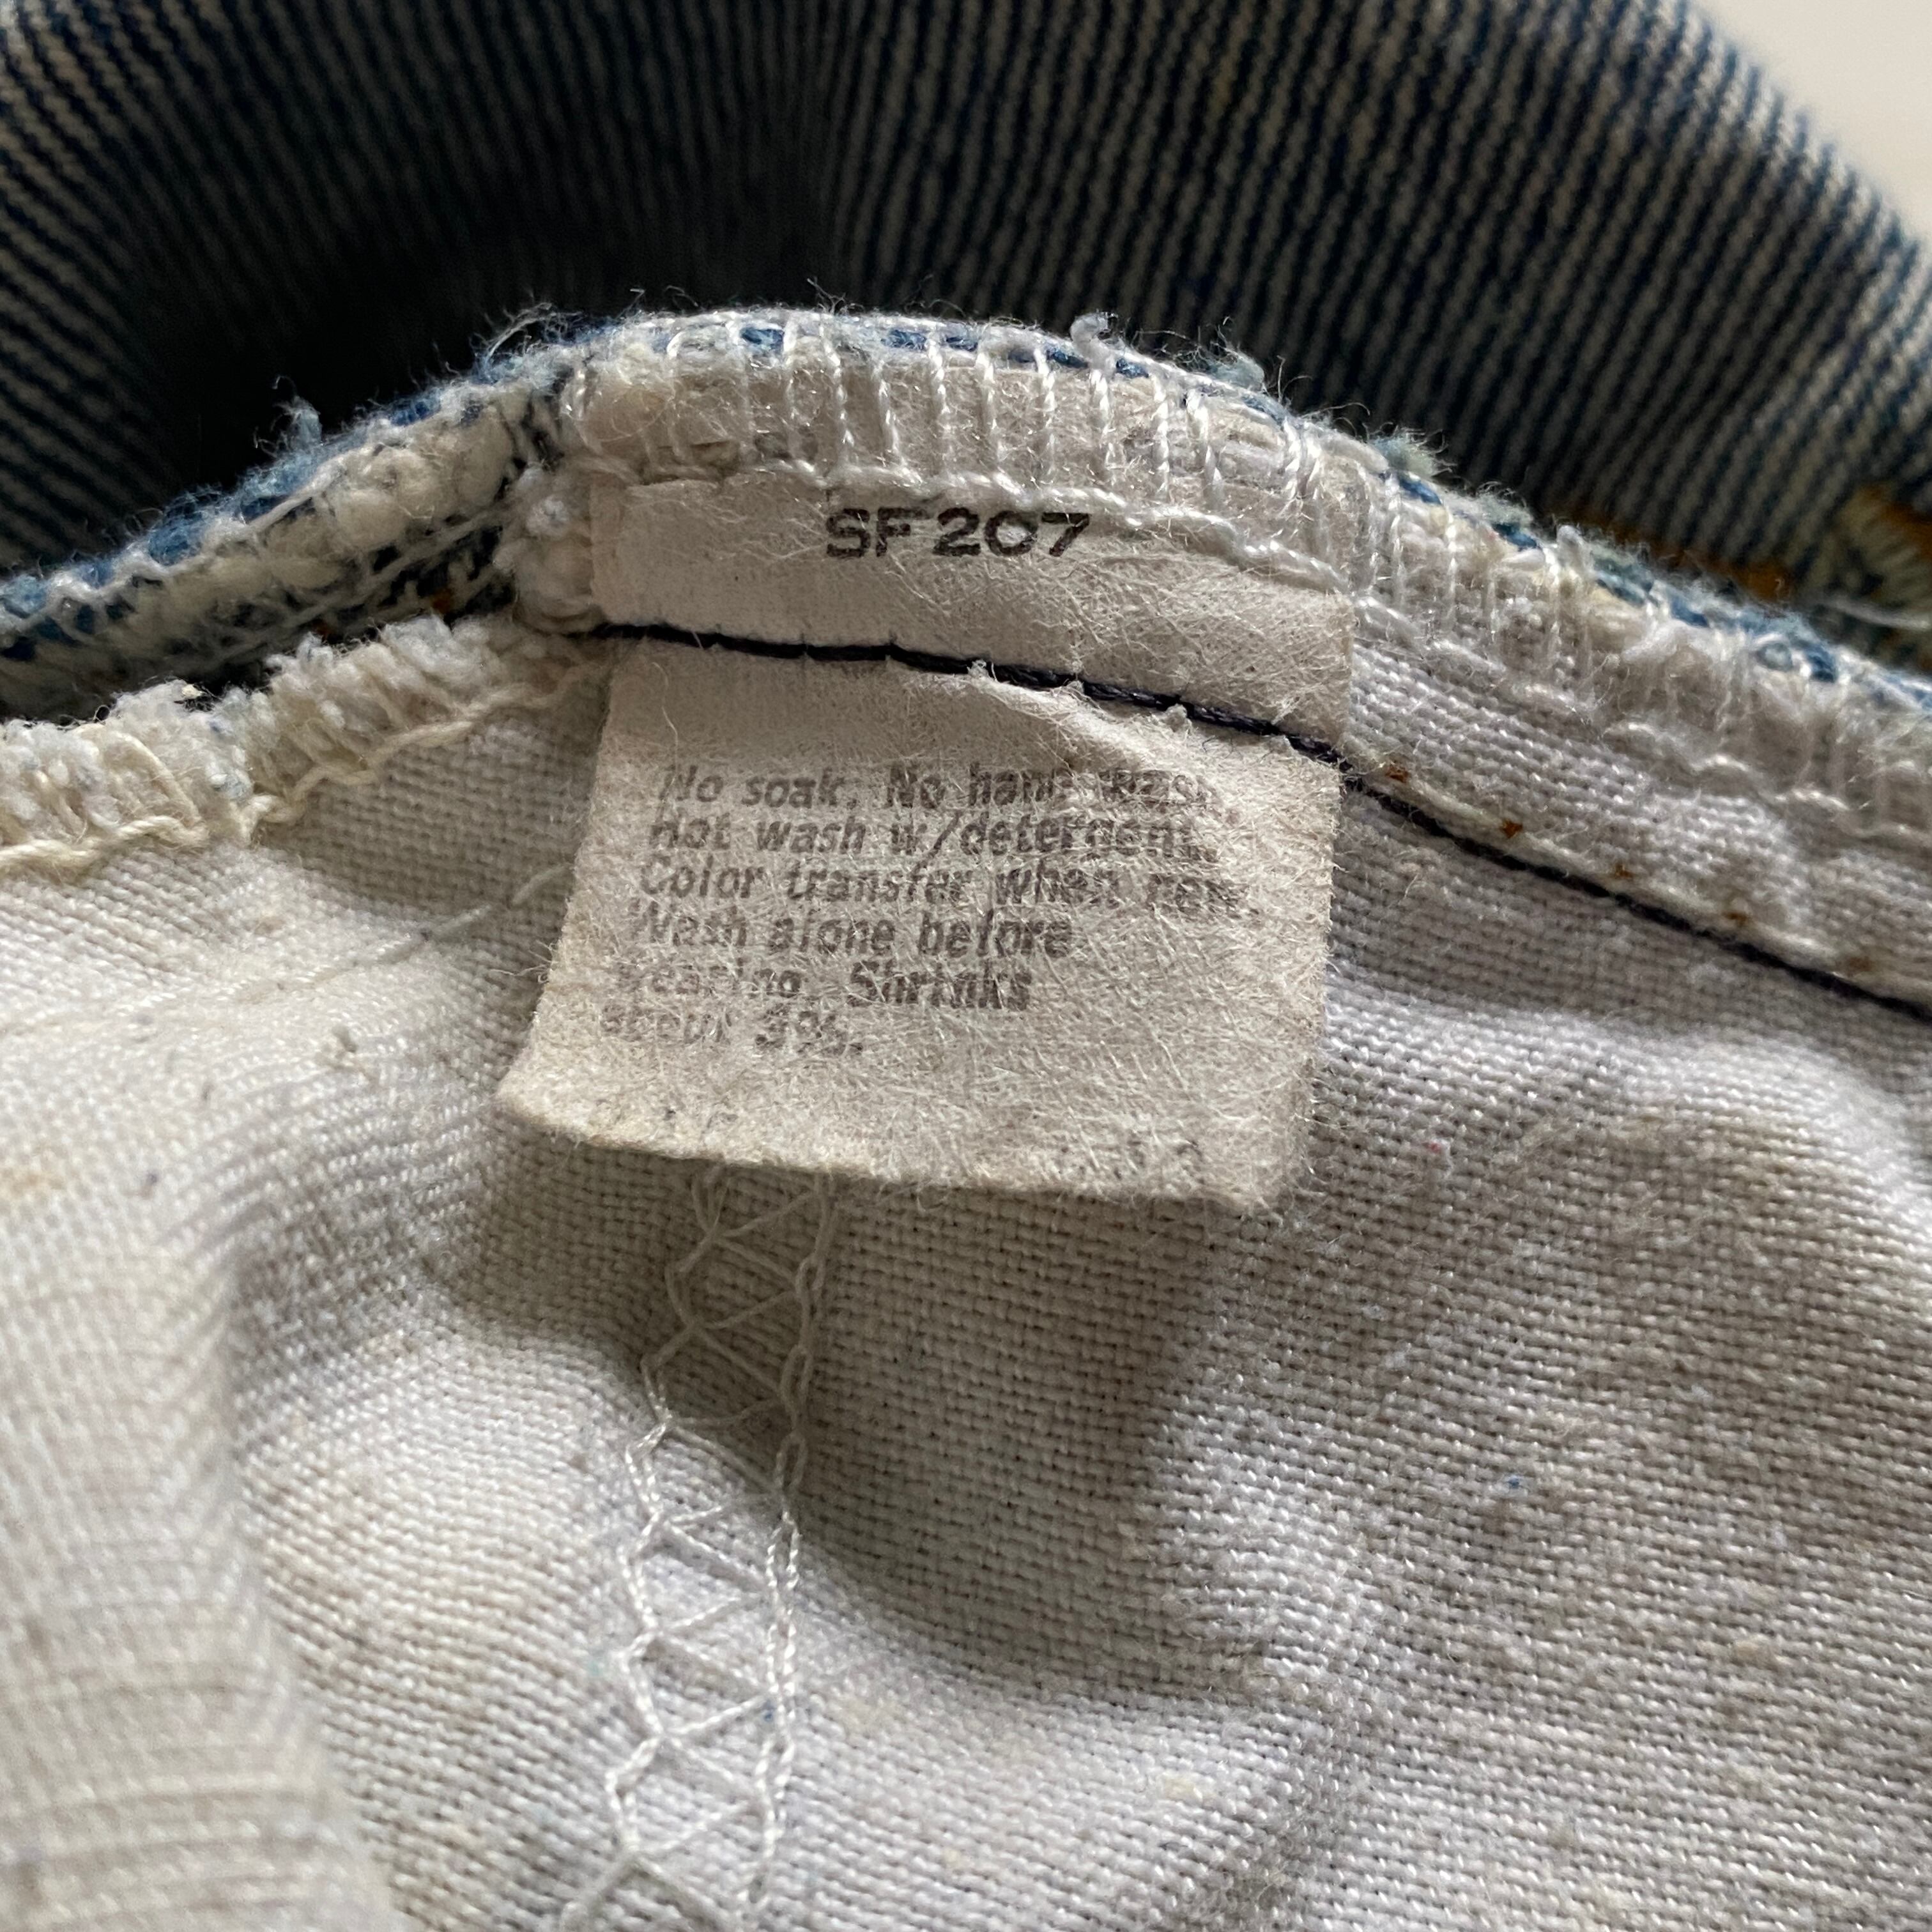 SF207
No soak. No hand wash.
Hot wash w/detergent.
Color transfer when new.
Wash alone before
wearing. Shrinks
about 3%.